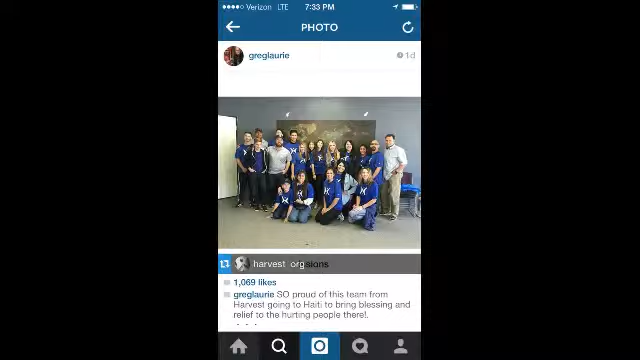 Verizon LTE 7:33 PM
PHOTO
greglaurie
1d
harvest_orgsions
1,069 likes
greglaurie SO proud of this team from
Harvest going to Haiti to bring blessing and
relief to the hurting people there!.